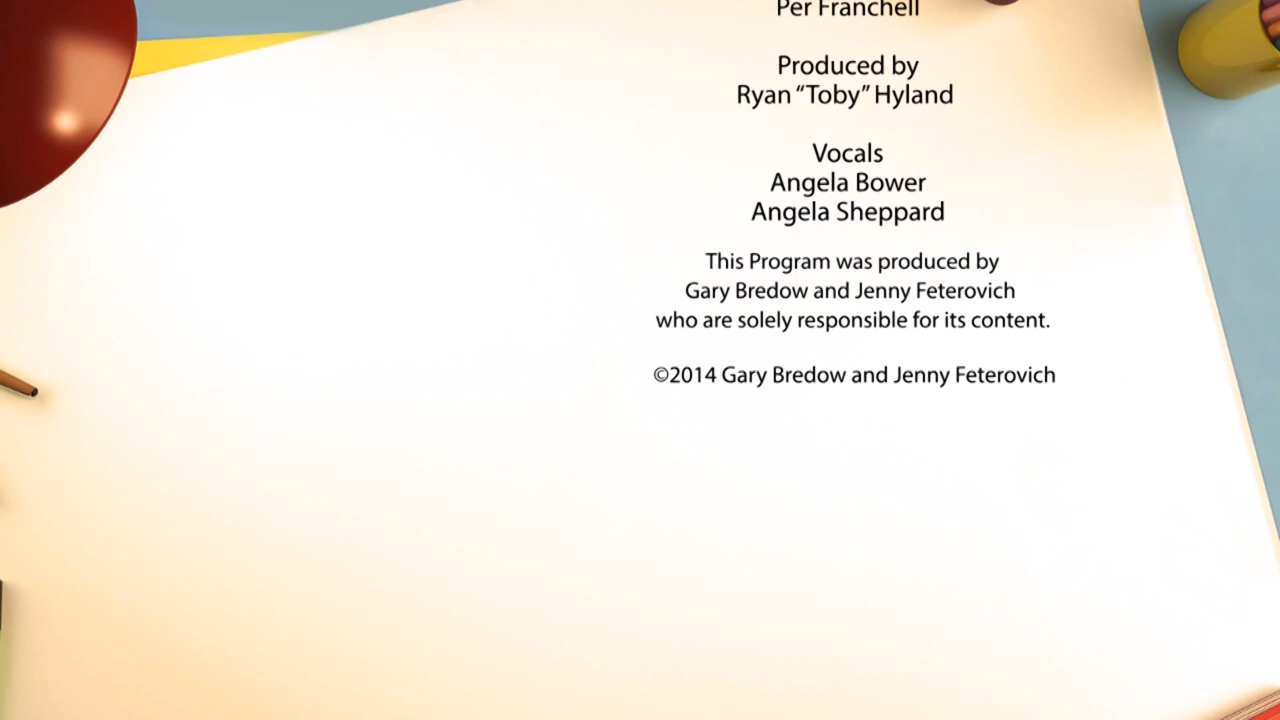 Per Franchell
Produced by
Ryan “Toby” Hyland
Vocals
Angela Bower
Angela Sheppard
This Program was produced by
Gary Bredow and Jenny Feterovich
who are solely responsible for its content.
©2014 Gary Bredow and Jenny Feterovich